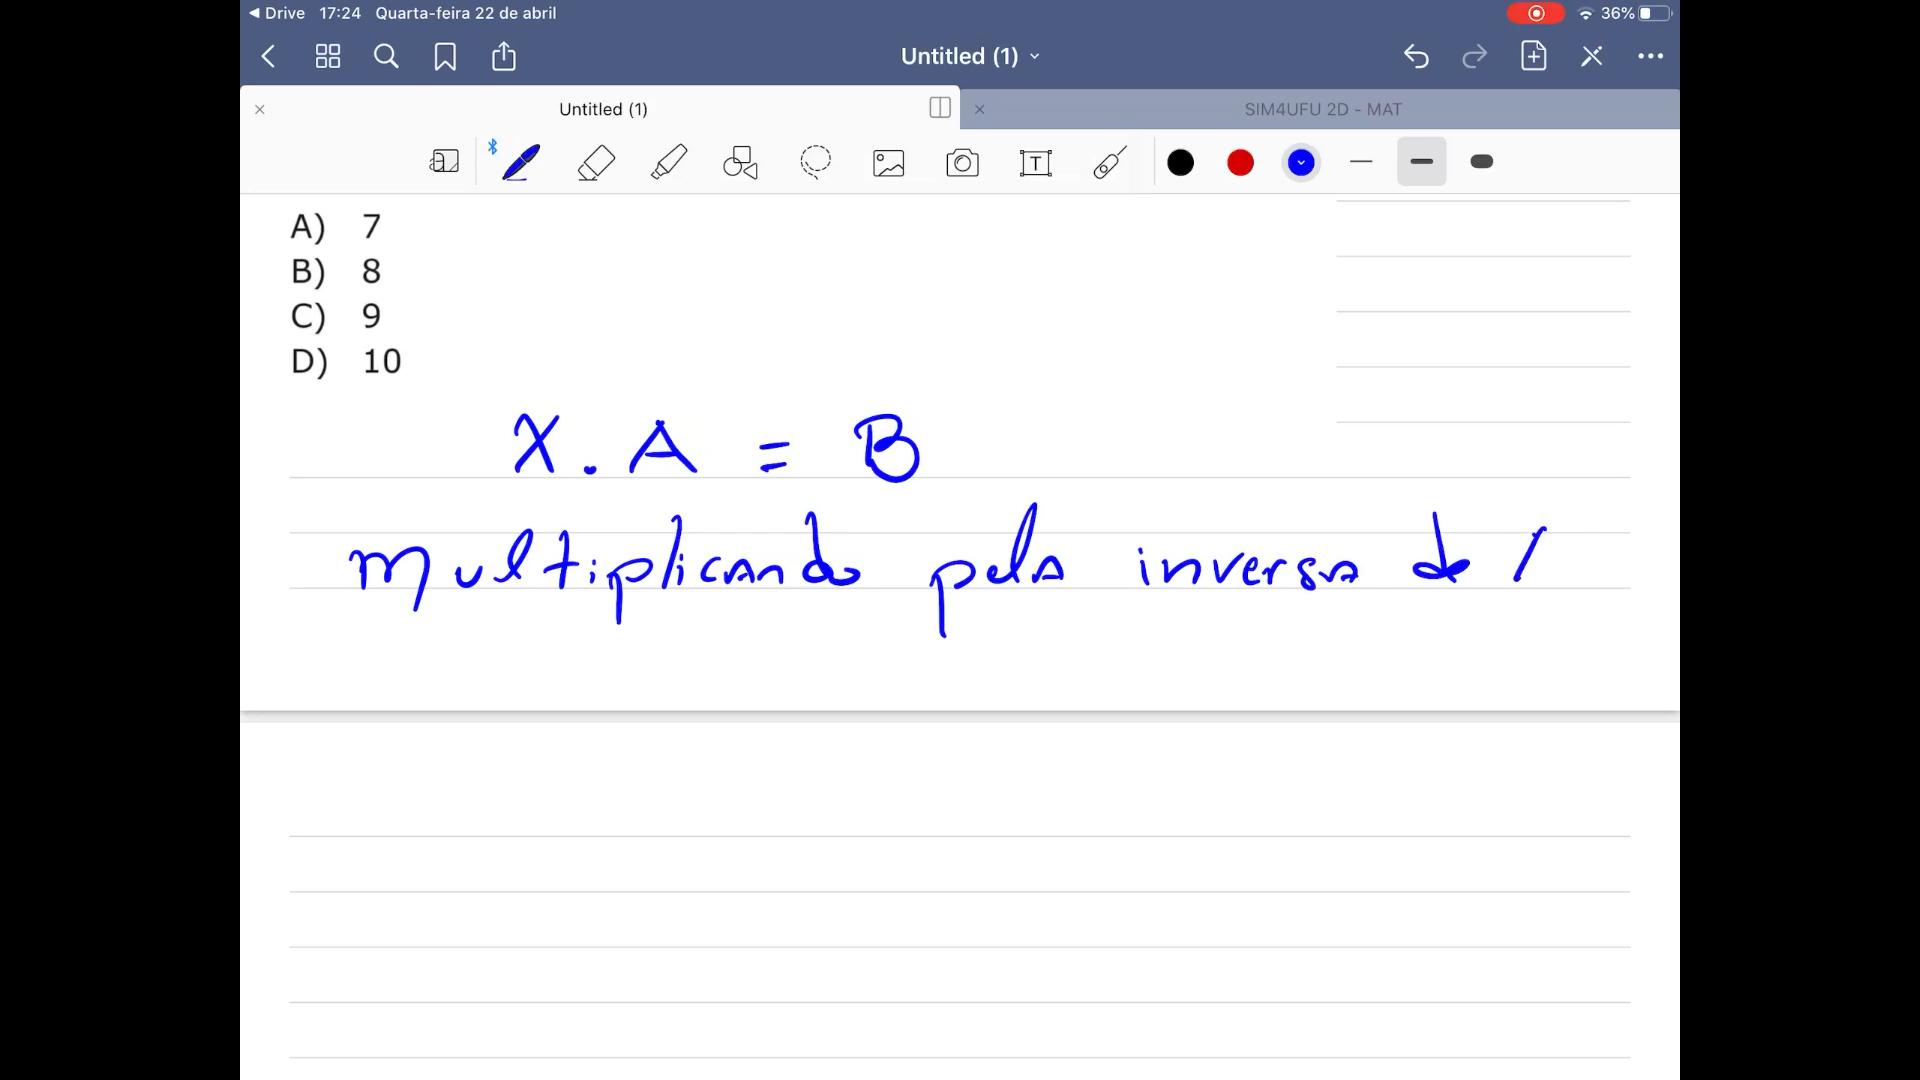 Drive 17:24 Quarta-feira 22 de abril 36%
Untitled (1)
Untitled (1) SIM4UFU 2D - MAT
A) 7
B) 8
C) 9
D) 10
X . A = B
Multiplicando pela inversa de